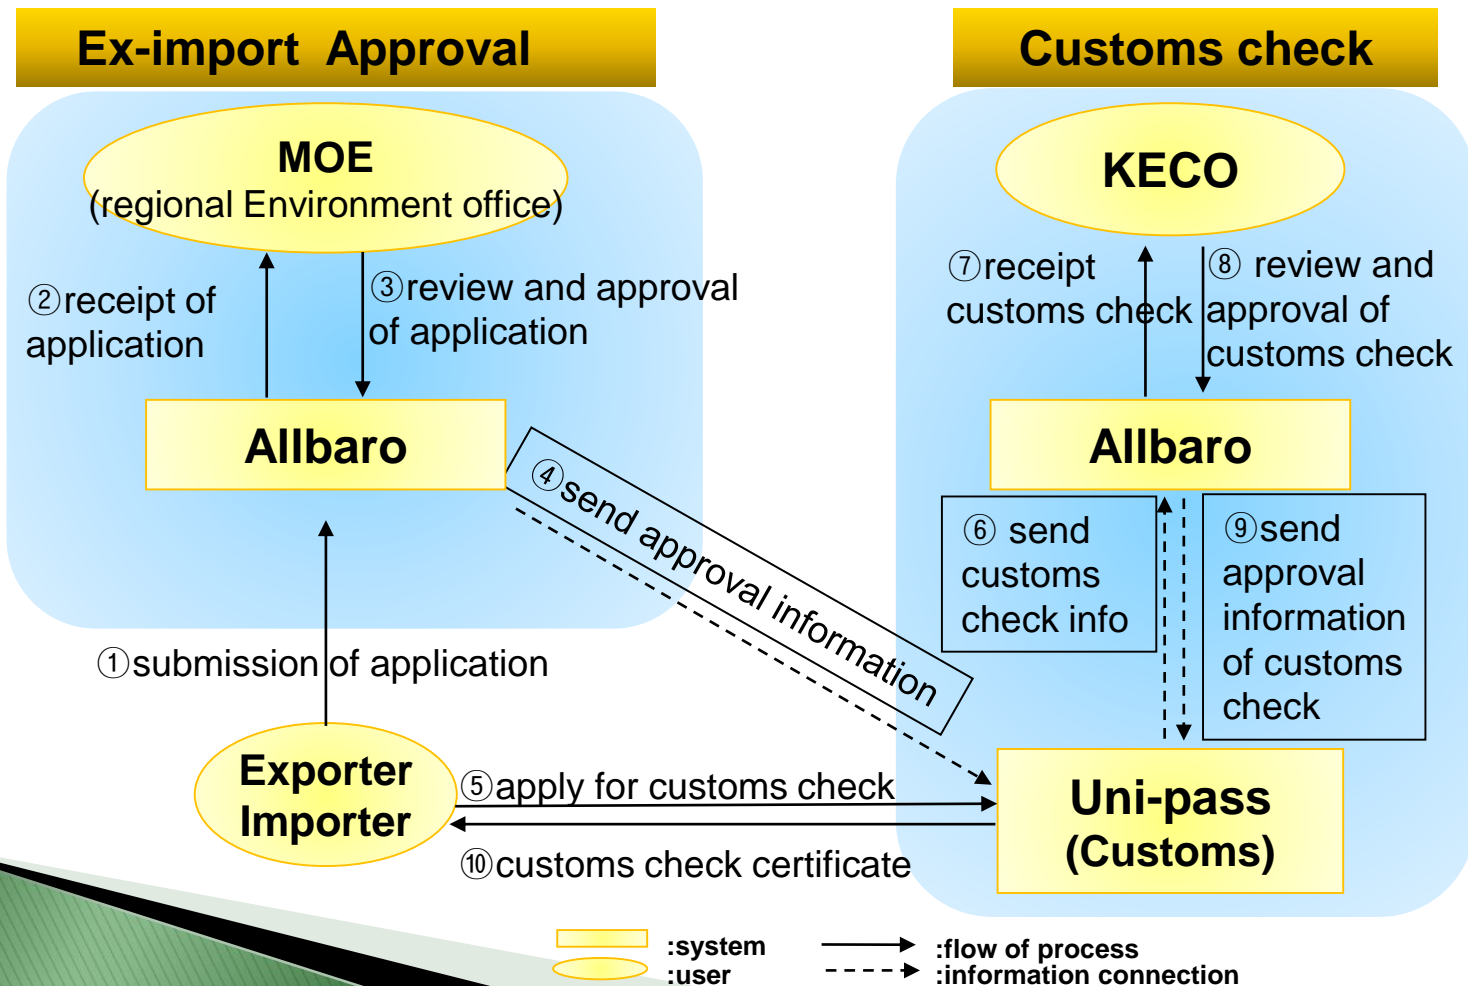 Ex-import  Approval
Customs check
MOE
(regional Environment office)
KECO
②receipt of
application
③review and approval
of application
⑦receipt
customs check
⑧ review and
approval of
customs check
Allbaro
Allbaro
④send approval information
⑥ send
customs
check info
⑨send
approval
information
of customs
check
①submission of application
Exporter
Importer
⑤apply for customs check
⑩customs check certificate
Uni-pass
(Customs)
:system
:user
:flow of process
:information connection